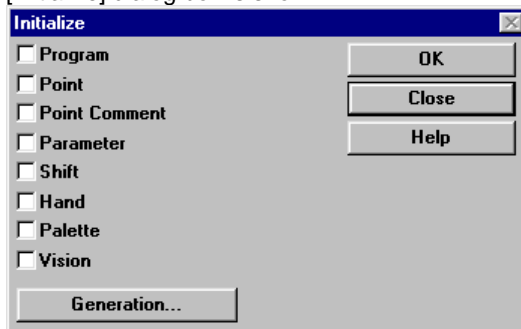 Initialize
Program
Point
Point Comment
Parameter
Shift
Hand
Palette
Vision
Generation...
OK
Close
Help